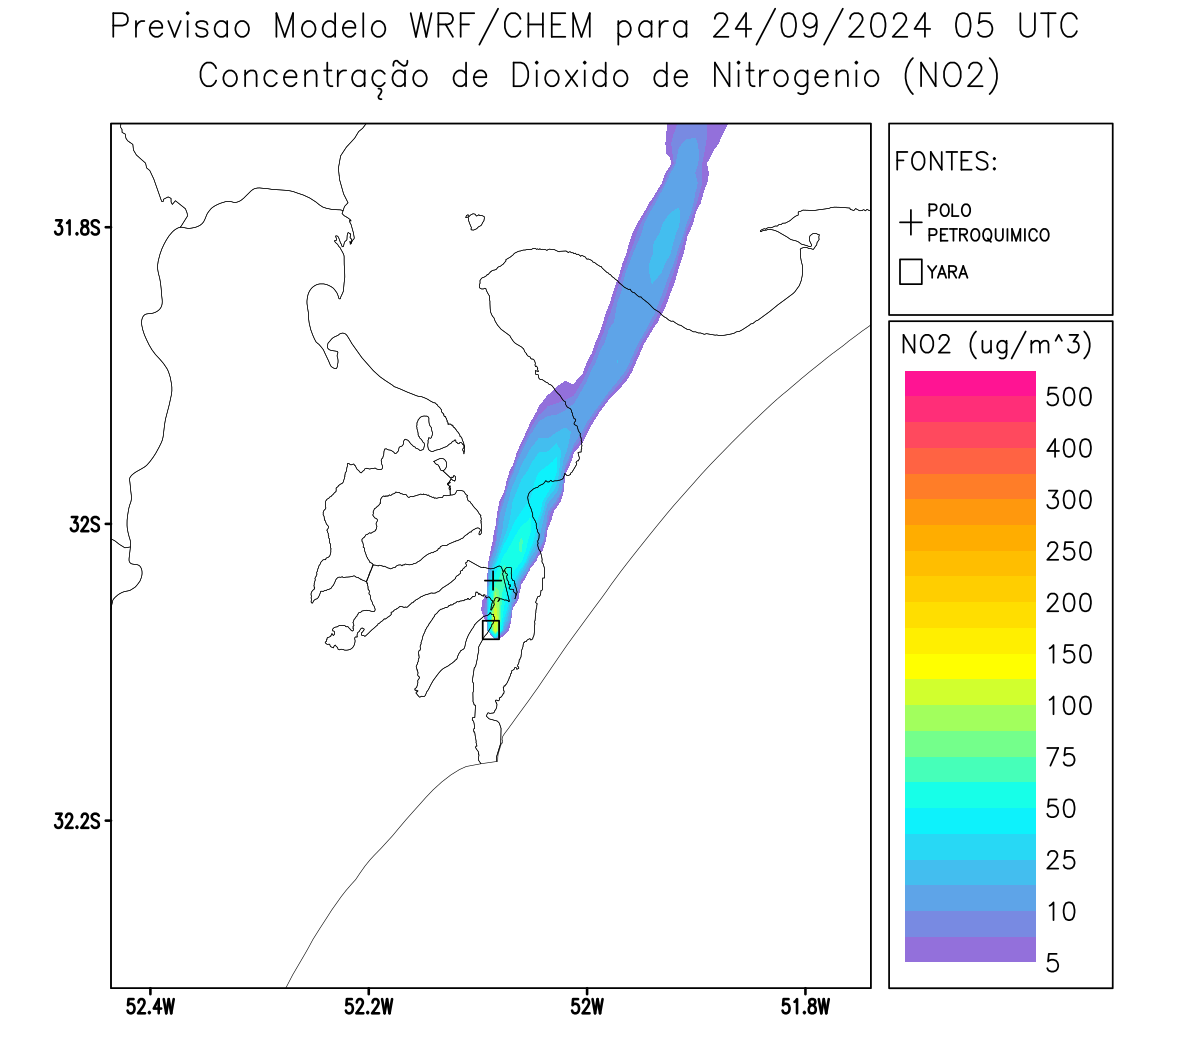 Previsao Modelo WRF/CHEM para 24/09/2024 05 UTC
Concentração de Dioxido de Nitrogenio (NO2)
FONTES:
POLO
PETROQUIMICO
YARA
NO2 (ug/m^3)
500
400
300
250
200
150
100
75
50
25
10
5
31.8S
32S
32.2S
52.4W
52.2W
52W
51.8W